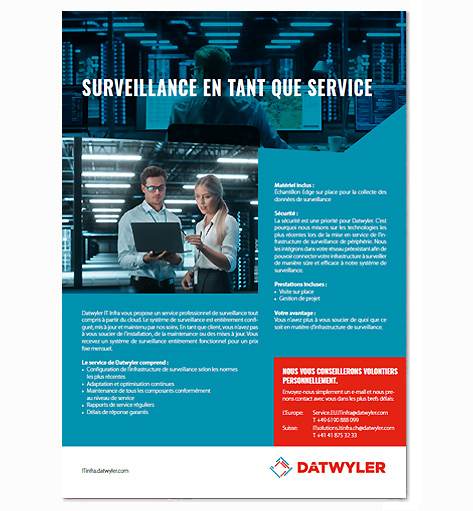 SURVEILLANCE EN TANT QUE SERVICE
Datwyler IT Infra vous propose un service professionnel de surveillance tout
compris à partir du cloud. Le système de surveillance est entièrement confi-
guré, mis à jour et maintenu par nos soins. En tant que client, vous n'avez pas
à vous soucier de l'installation, de la maintenance ou des mises à jour. Vous
recevez un système de surveillance entièrement fonctionnel pour un prix
fixe mensuel.
Le service de Datwyler comprend :
• Configuration de l'infrastructure de surveillance selon les normes
les plus récentes
• Adaptation et optimisation continues
• Maintenance de tous les composants conformément
au niveau de service
• Rapports de service réguliers
• Délais de réponse garantis
Matériel inclus :
Échantillon Edge sur place pour la collecte des
données de surveillance
Sécurité :
La sécurité est une priorité pour Datwyler. C'est
pourquoi nous misons sur les technologies les
plus récentes lors de la mise en service de l'in-
frastructure de surveillance de périphérie. Nous
les intégrons dans votre réseau préexistant afin de
pouvoir connecter votre infrastructure à surveiller
de manière sûre et efficace à notre système de
surveillance.
Prestations incluses :
• Visite sur place
• Gestion de projet
Votre avantage :
Vous n'avez plus à vous soucier de quoi que ce
soit en matière d'infrastructure de surveillance.
NOUS VOUS CONSEILLERONS VOLONTIERS
PERSONNELLEMENT.
Envoyez-nous simplement un e-mail et nous pre-
nons contact avec vous dans les plus brefs délais:
L'Europe: Service.EU.ITinfra@datwyler.com
T +49 6190 888 099
Suisse: ITsolutions.itinfra.ch@datwyler.com
T +41 41 875 32 33
ITinfra.datwyler.com
DATWYLER